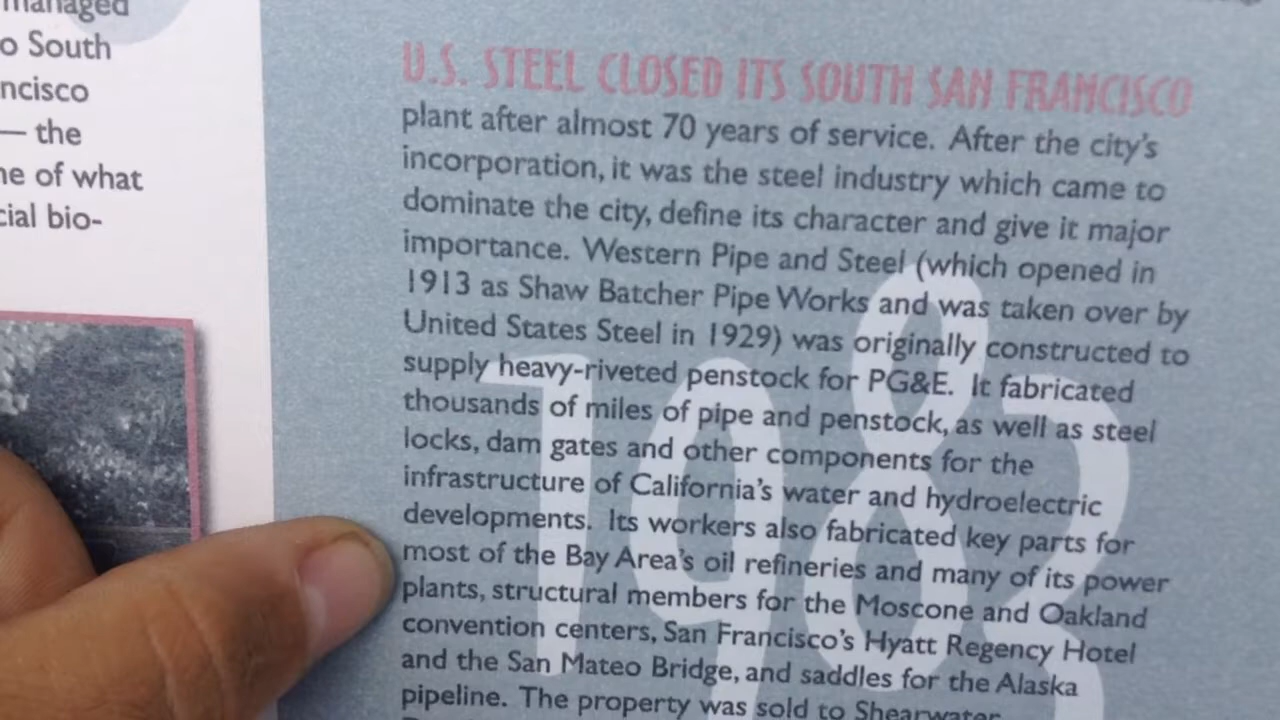 managed
o South
ncisco
— the
ne of what
cial bio-
U.S. STEEL CLOSED ITS SOUTH SAN FRANCISCO
plant after almost 70 years of service. After the city's
incorporation, it was the steel industry which came to
dominate the city, define its character and give it major
importance. Western Pipe and Steel (which opened in
1913 as Shaw Batcher Pipe Works and was taken over by
United States Steel in 1929) was originally constructed to
supply heavy-riveted penstock for PG&E. It fabricated
thousands of miles of pipe and penstock, as well as steel
locks, dam gates and other components for the
infrastructure of California's water and hydroelectric
developments. Its workers also fabricated key parts for
most of the Bay Area's oil refineries and many of its power
plants, structural members for the Moscone and Oakland
convention centers, San Francisco's Hyatt Regency Hotel
and the San Mateo Bridge, and saddles for the Alaska
pipeline. The property was sold to Shearwater
1983